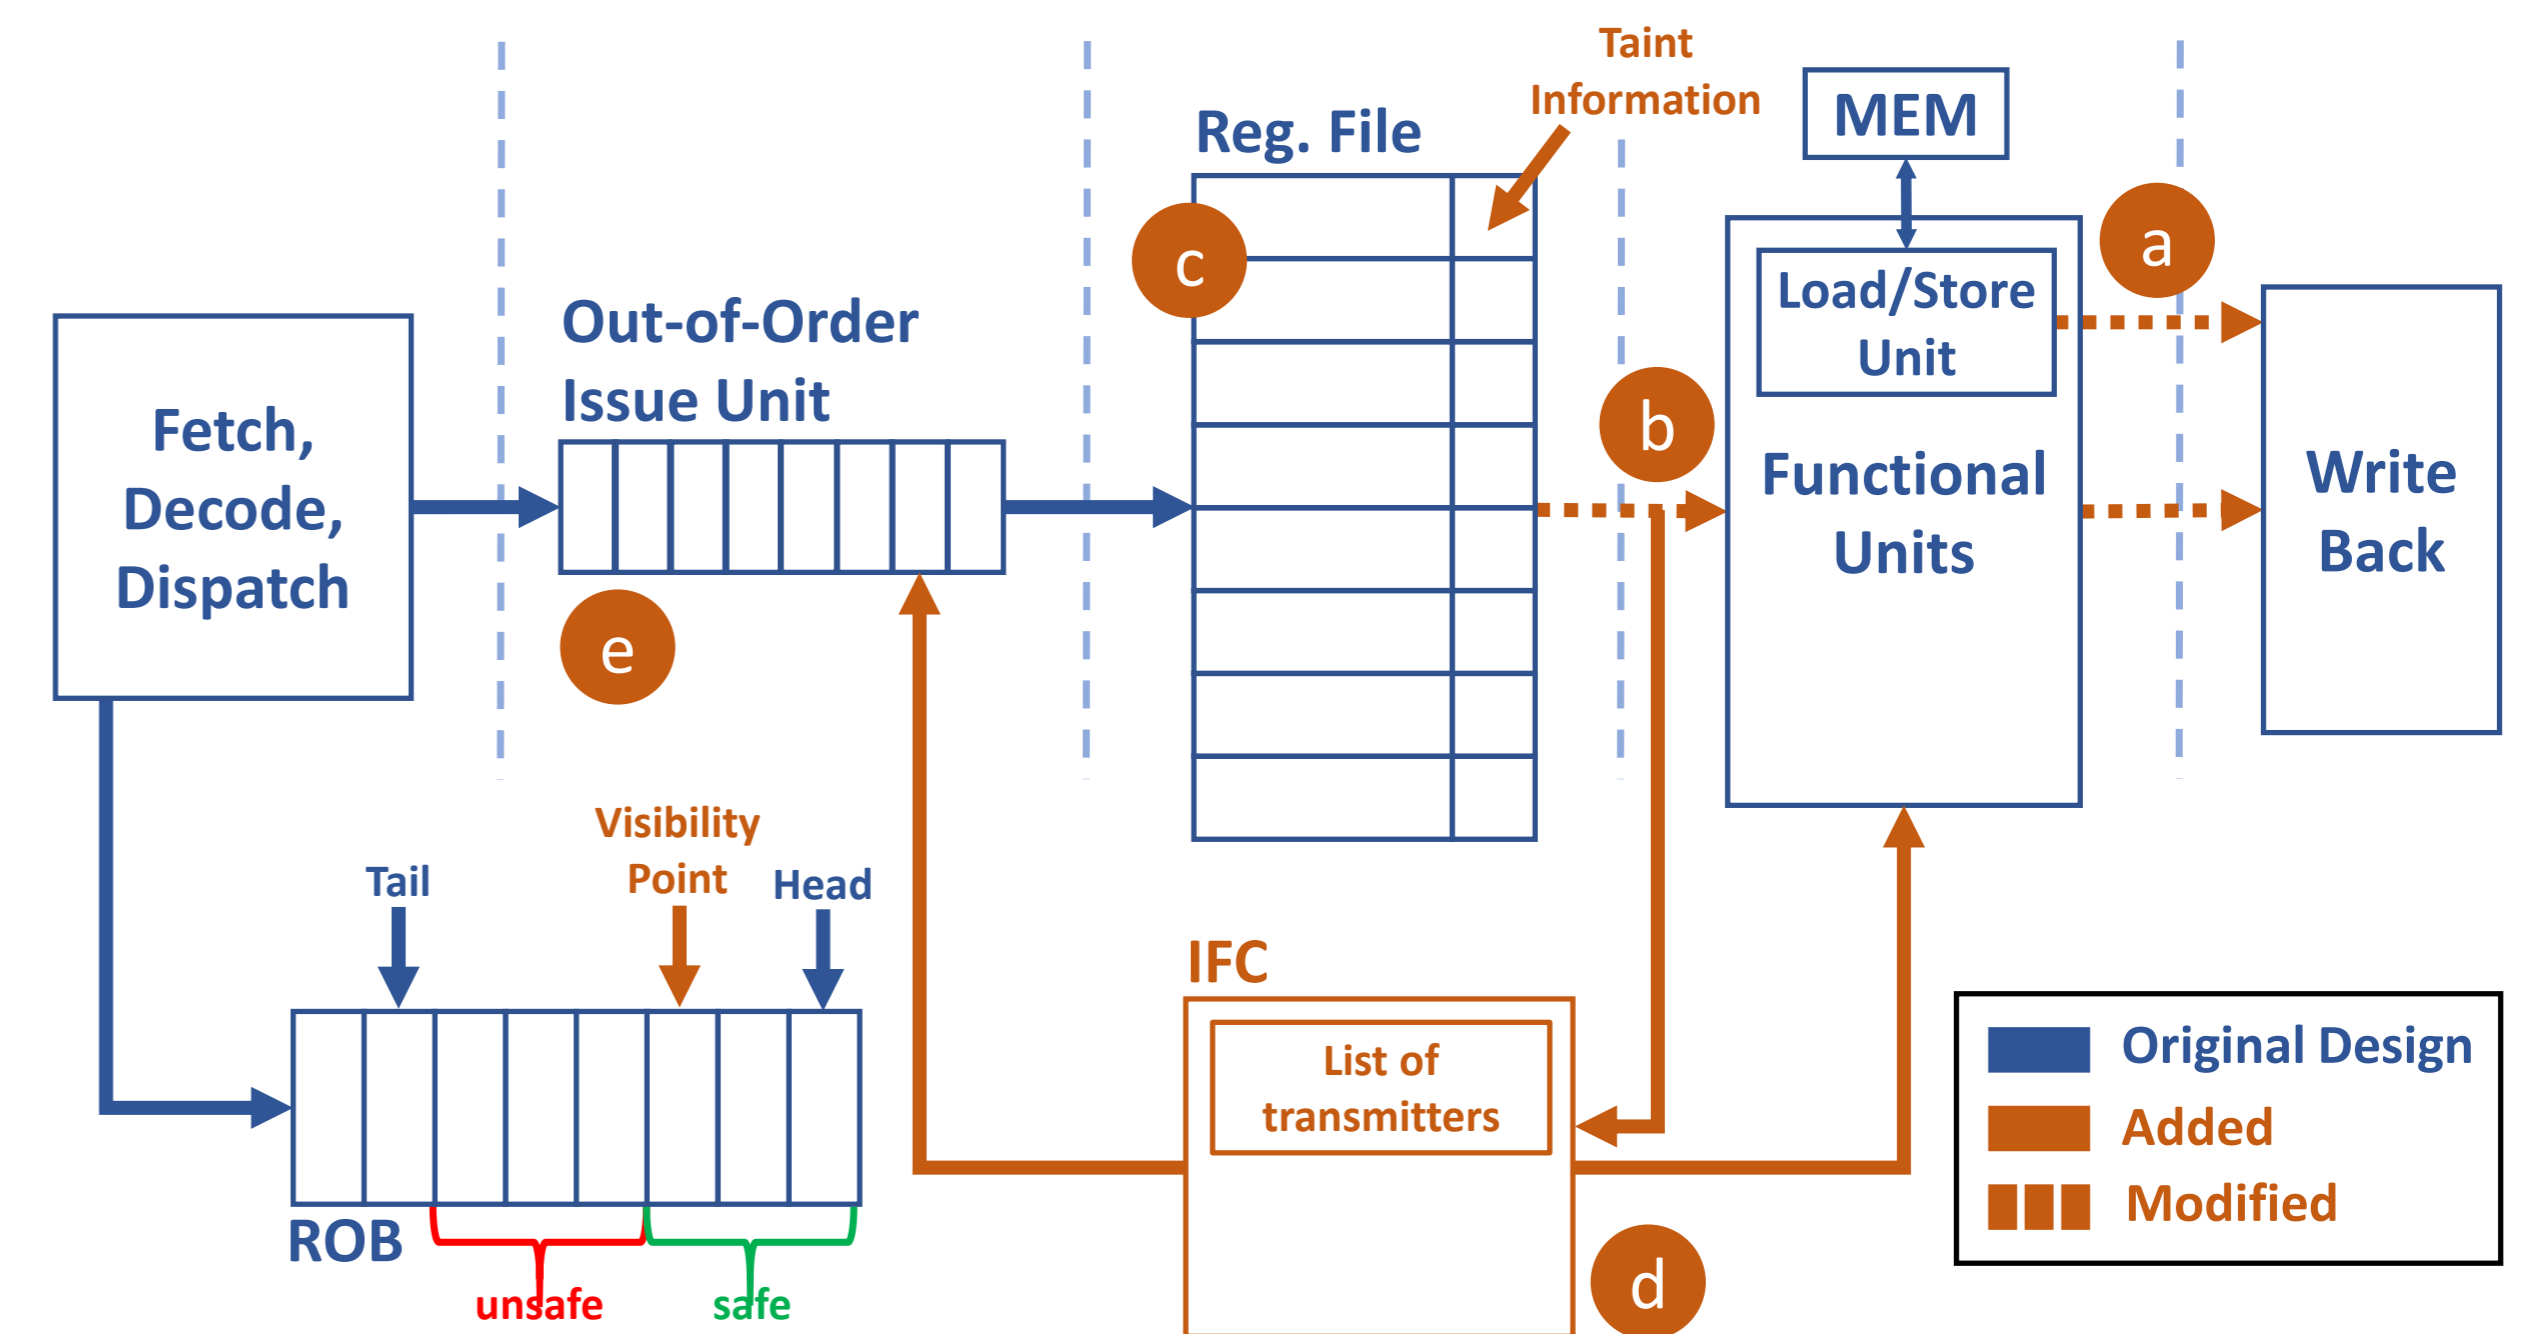 Taint
Information
MEM
Reg. File
a
c
Load/Store
Unit
Out-of-Order
Issue Unit
b
Fetch,
Decode,
Dispatch
Functional
Units
Write
Back
e
Visibility
Point
Tail
Head
IFC
List of
transmitters
Original Design
Added
Modified
ROB
unsafe
safe
d